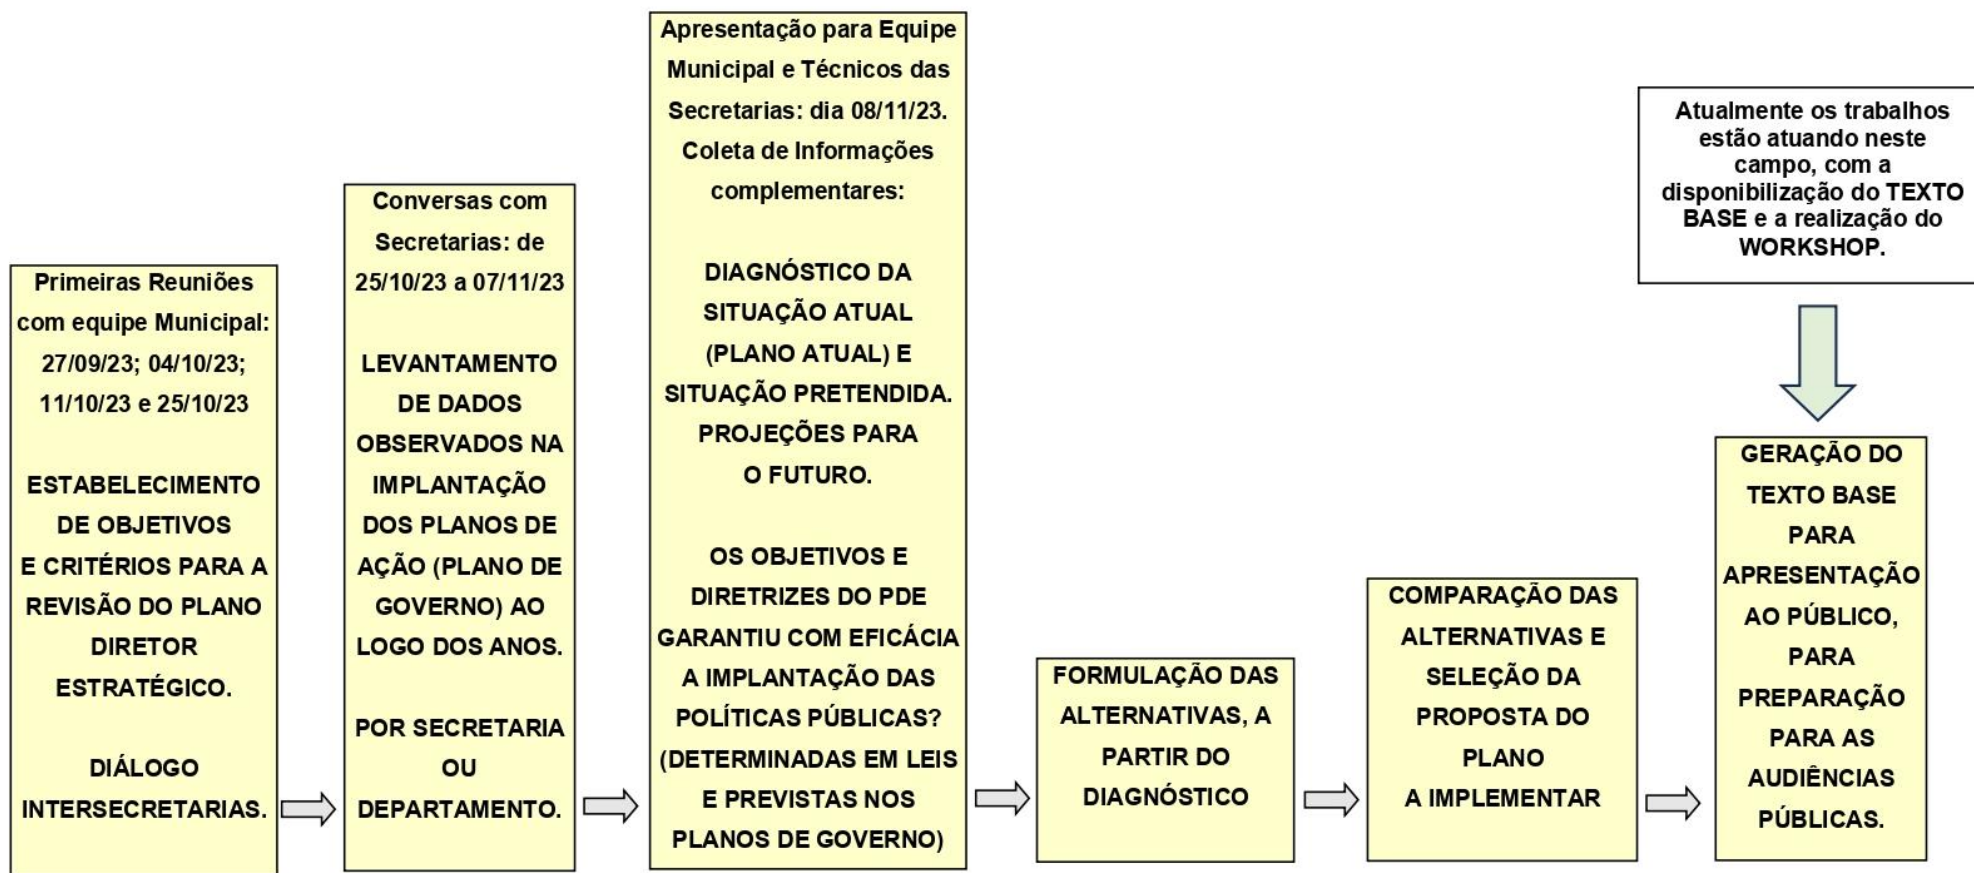 Primeiras Reuniões
com equipe Municipal:
27/09/23; 04/10/23;
11/10/23 e 25/10/23
ESTABELECIMENTO
DE OBJETIVOS
E CRITÉRIOS PARA A
REVISÃO DO PLANO
DIRETOR
ESTRATÉGICO.
DIÁLOGO
INTERSECRETARIAS.
Conversas com
Secretarias: de
25/10/23 a 07/11/23
LEVANTAMENTO
DE DADOS
OBSERVADOS NA
IMPLANTAÇÃO
DOS PLANOS DE
AÇÃO (PLANO DE
GOVERNO) AO
LOGO DOS ANOS.
POR SECRETARIA
OU
DEPARTAMENTO.
Apresentação para Equipe
Municipal e Técnicos das
Secretarias: dia 08/11/23.
Coleta de Informações
complementares:
DIAGNÓSTICO DA
SITUAÇÃO ATUAL
(PLANO ATUAL) E
SITUAÇÃO PRETENDIDA.
PROJEÇÕES PARA
O FUTURO.
OS OBJETIVOS E
DIRETRIZES DO PDE
GARANTIU COM EFICÁCIA
A IMPLANTAÇÃO DAS
POLÍTICAS PÚBLICAS?
(DETERMINADAS EM LEIS
E PREVISTAS NOS
PLANOS DE GOVERNO)
FORMULAÇÃO DAS
ALTERNATIVAS, A
PARTIR DO
DIAGNÓSTICO
COMPARAÇÃO DAS
ALTERNATIVAS E
SELEÇÃO DA
PROPOSTA DO
PLANO
A IMPLEMENTAR
Atualmente os trabalhos
estão atuando neste
campo, com a
disponibilização do TEXTO
BASE e a realização do
WORKSHOP.
GERAÇÃO DO
TEXTO BASE
PARA
APRESENTAÇÃO
AO PÚBLICO,
PARA
PREPARAÇÃO
PARA AS
AUDIÊNCIAS
PÚBLICAS.